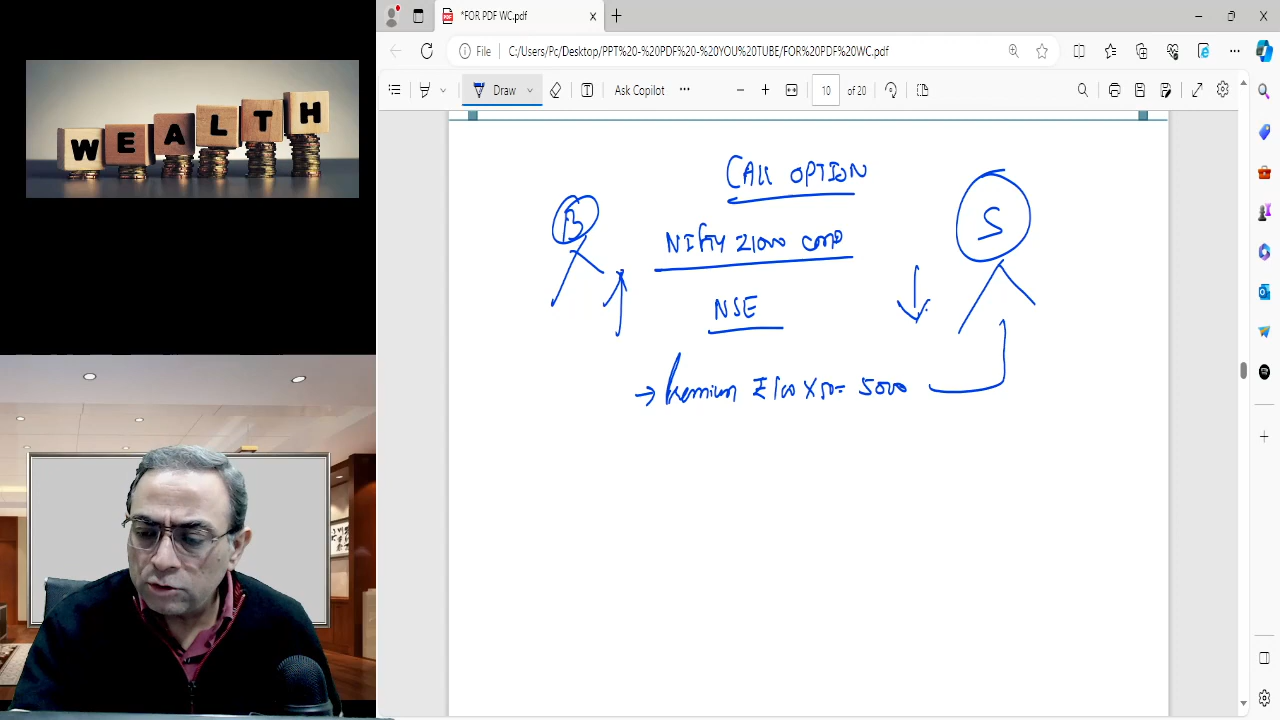 *FOR PDF WC.pdf
File
C:/Users/Pc/Desktop/PPT%20-%20PDF%20-%20YOU%20TUBE/FOR%20PDF%20WC.pdf
Draw
Ask Copilot
10 of 20
WEALTH
CALL OPTION
B
S
NIFTY 21000
NSE
Premium ₹100 X 50 = 5000